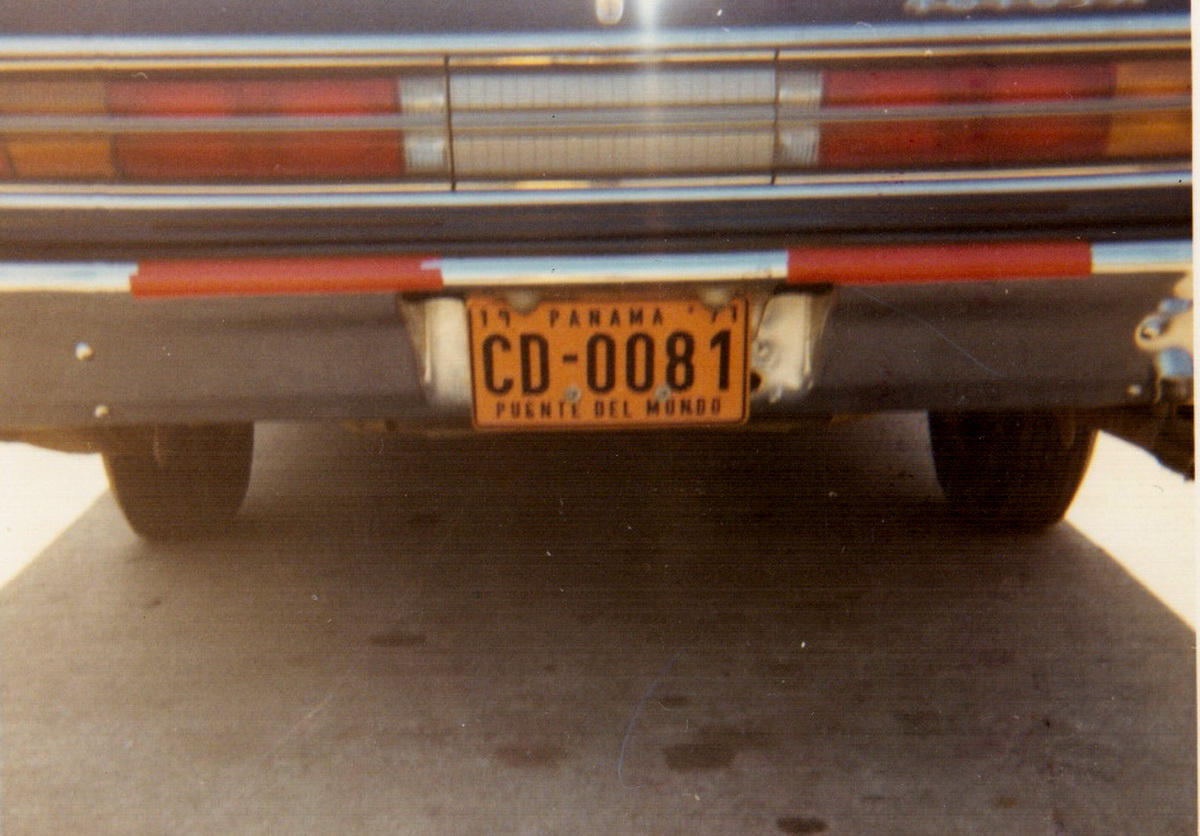 19 PANAMA '71
CD-0081
PUENTE DEL MUNDO